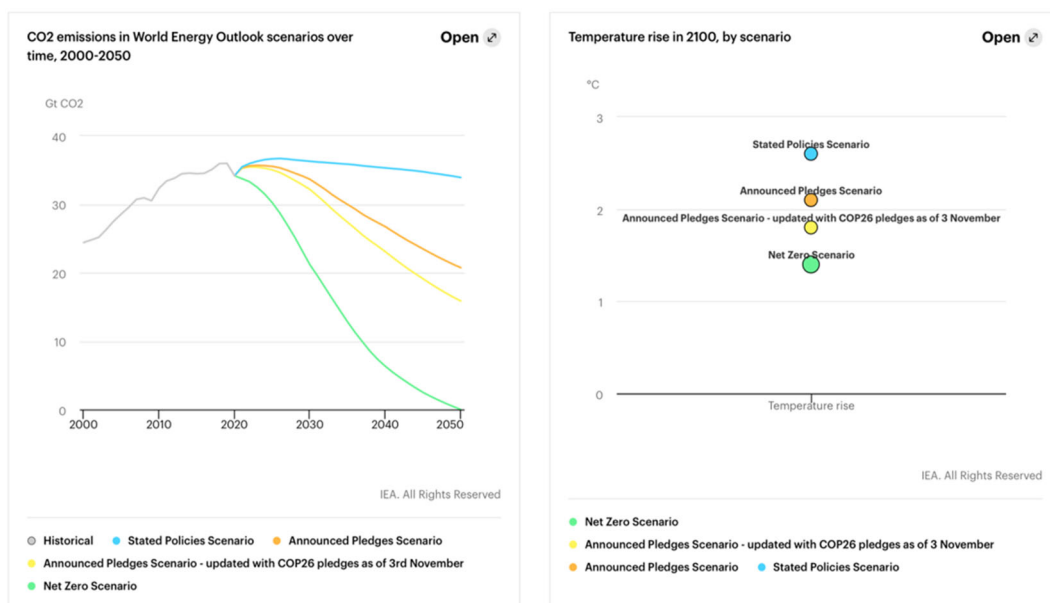 CO2 emissions in World Energy Outlook scenarios over
time, 2000-2050
Open
Gt CO2
40
30
20
10
0
2000 2010 2020 2030 2040 2050
IEA. All Rights Reserved
Historical Stated Policies Scenario Announced Pledges Scenario
Announced Pledges Scenario - updated with COP26 pledges as of 3rd November
Net Zero Scenario
Temperature rise in 2100, by scenario
Open
°C
3
Stated Policies Scenario
Announced Pledges Scenario
2
Announced Pledges Scenario - updated with COP26 pledges as of 3 November
Net Zero Scenario
1
0
Temperature rise
IEA. All Rights Reserved
Net Zero Scenario
Announced Pledges Scenario - updated with COP26 pledges as of 3 November
Announced Pledges Scenario Stated Policies Scenario